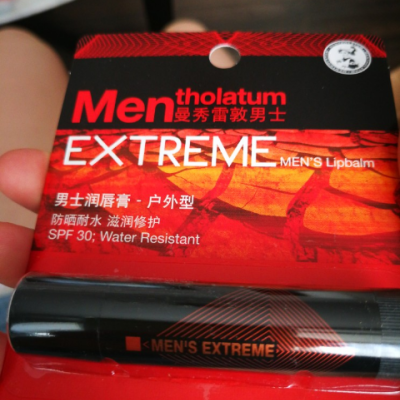 Mentholatum
曼秀雷敦男士
EXTREME MEN'S Lipbalm
男士润唇膏 - 户外型
防晒耐水 滋润修护
SPF 30; Water Resistant
<MEN'S EXTREME>